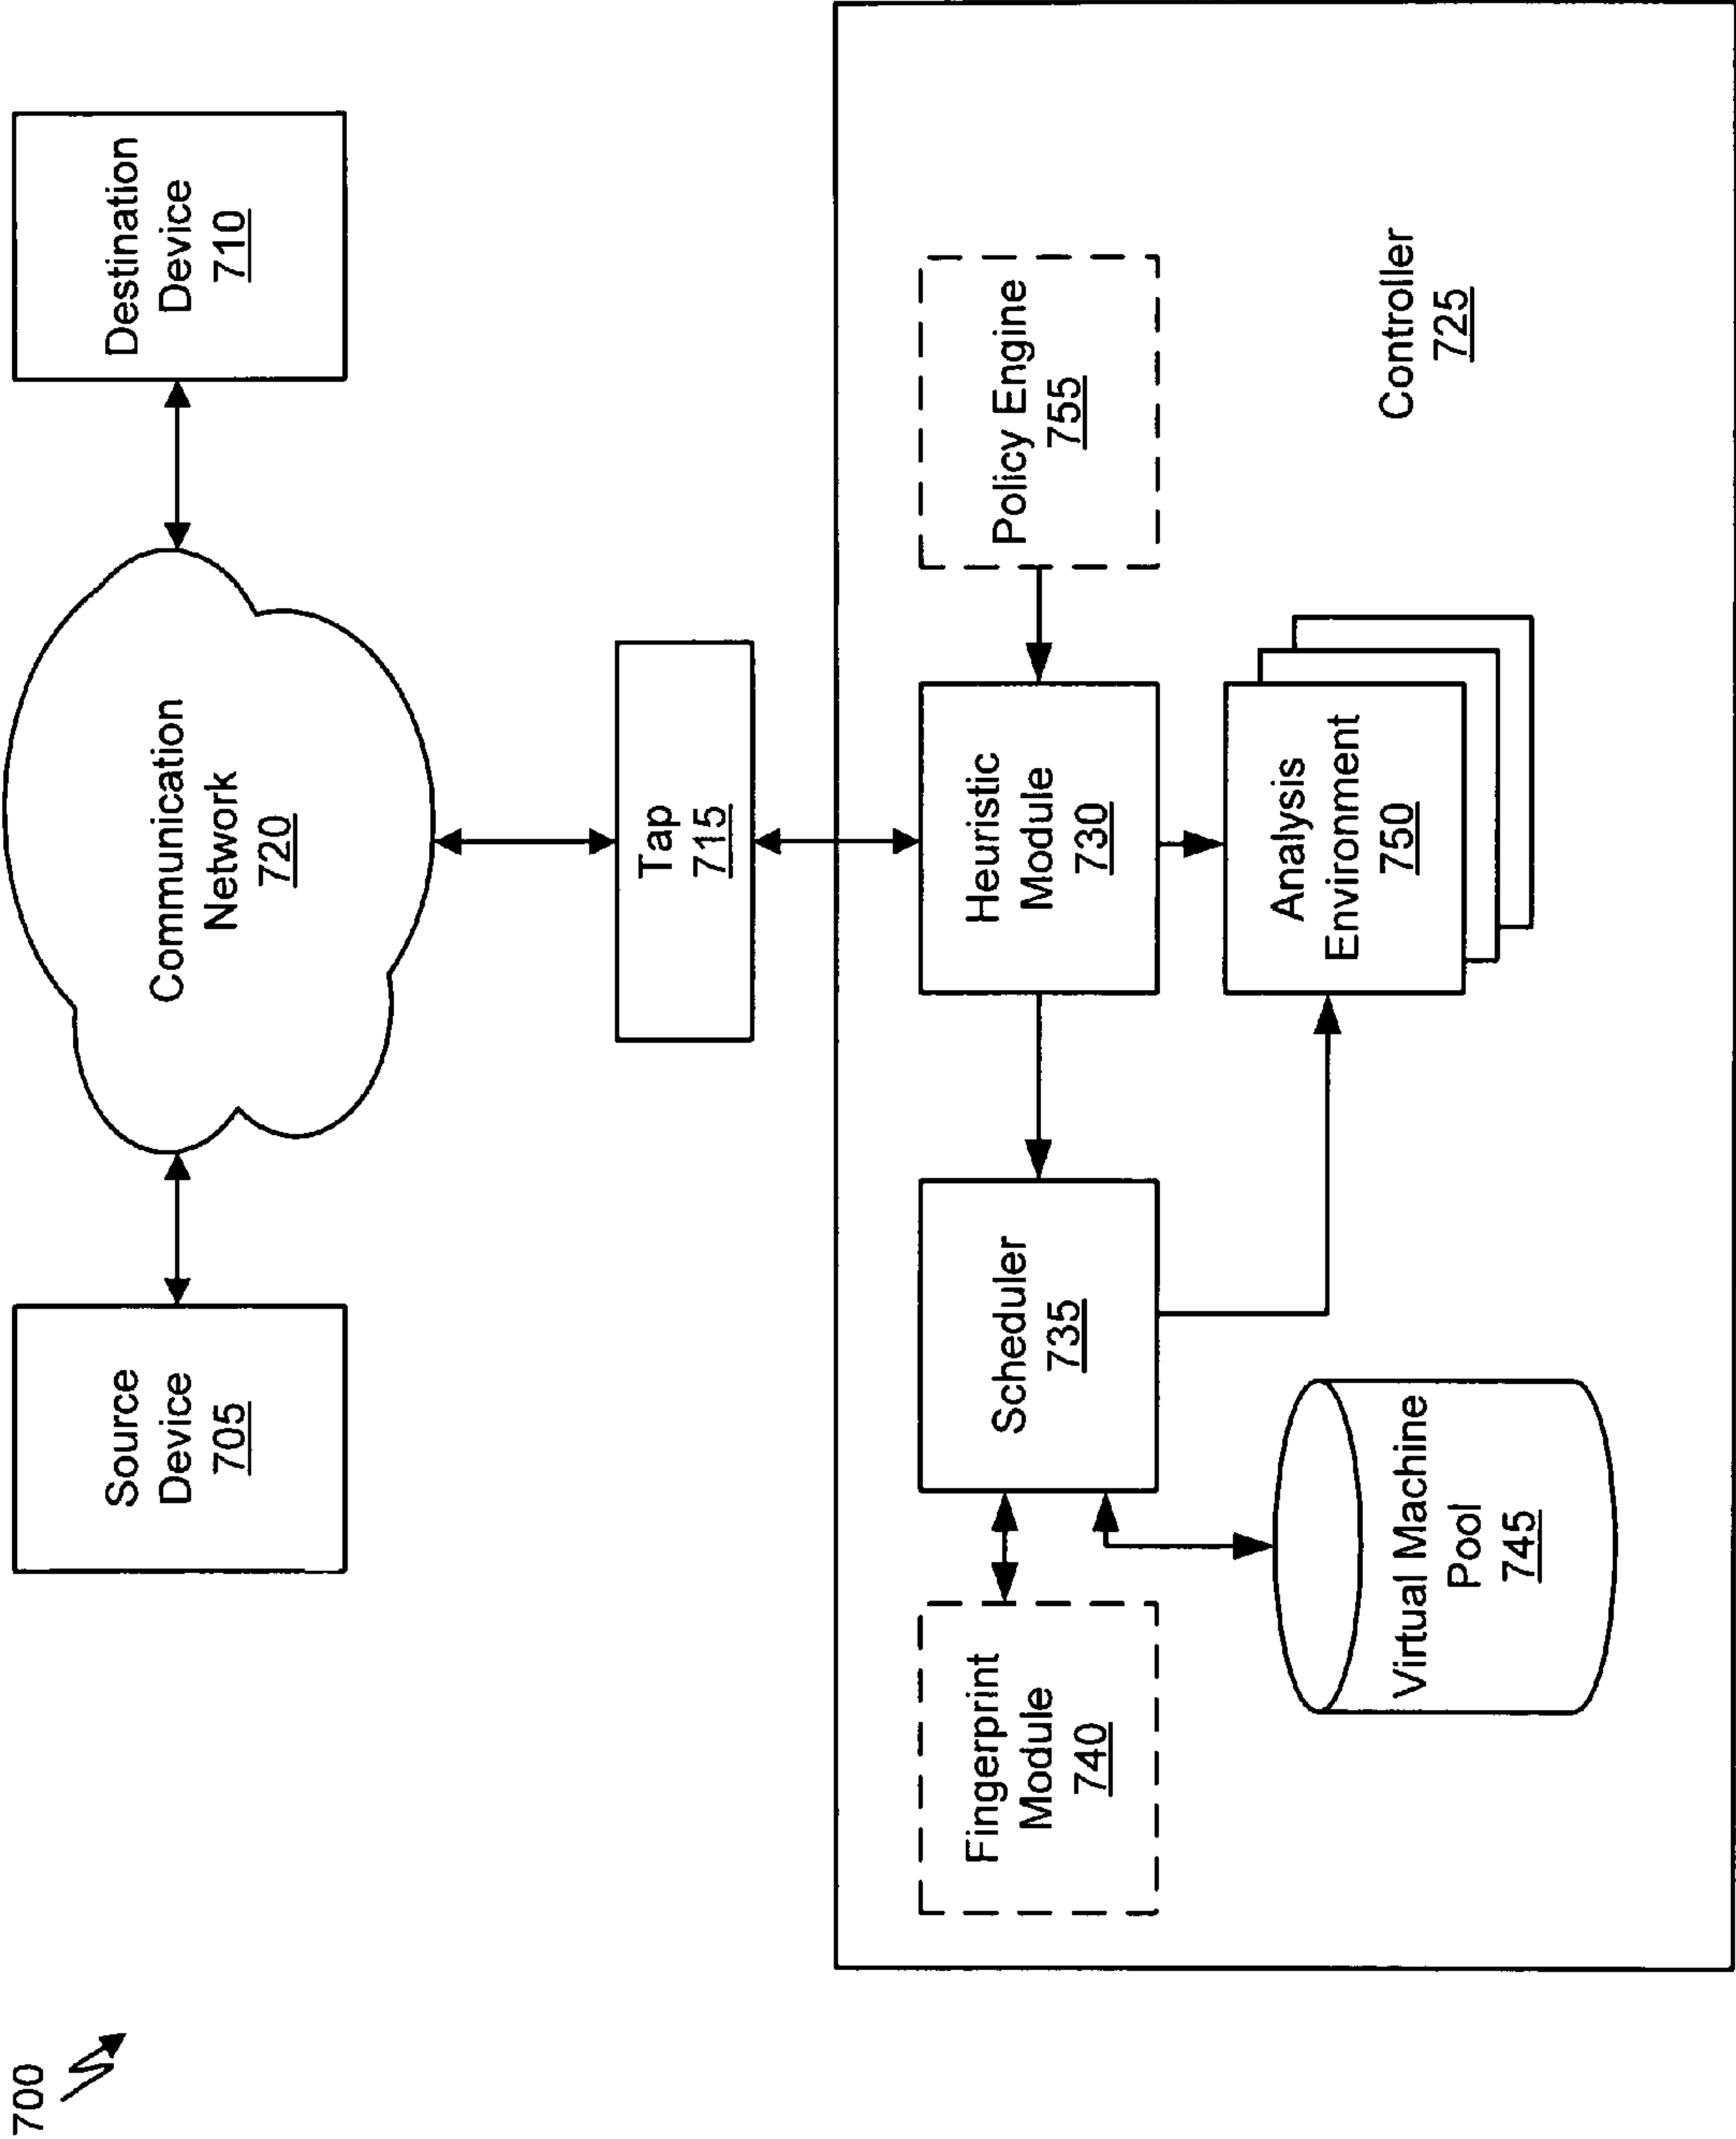 700
Source
Device
705
Communication
Network
720
Destination
Device
710
Tap
715
Fingerprint
Module
740
Scheduler
735
Heuristic
Module
730
Policy Engine
755
Virtual Machine
Pool
745
Analysis
Environment
750
Controller
725